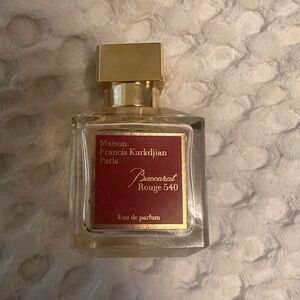 Maison
Francis Kurkdjian
Paris
Baccarat
Rouge 540
Eau de parfum